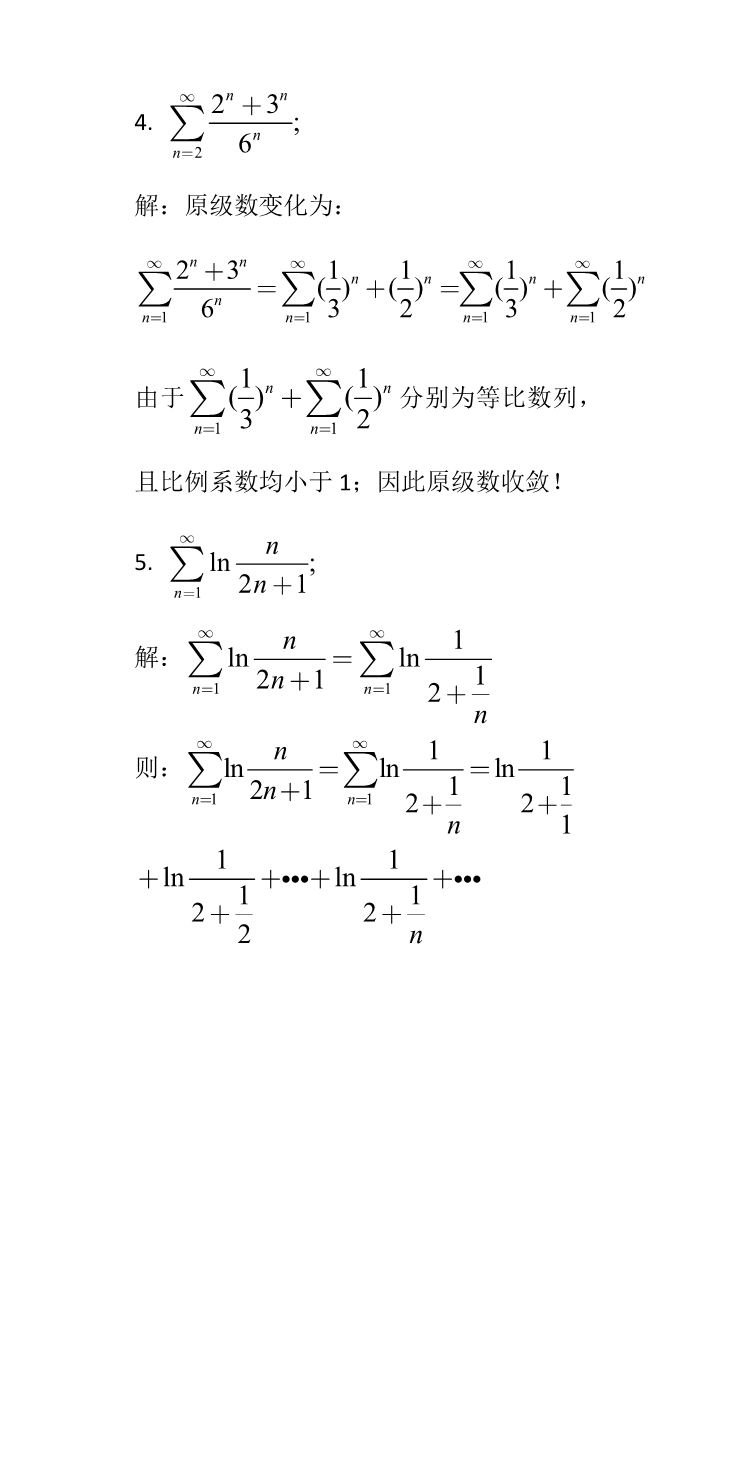 4. $\sum_{n=2}^{\infty} \frac{2^n + 3^n}{6^n};$
解：原级数变化为：
$\sum_{n=1}^{\infty} \frac{2^n + 3^n}{6^n} = \sum_{n=1}^{\infty} (\frac{1}{3})^n + (\frac{1}{2})^n = \sum_{n=1}^{\infty} (\frac{1}{3})^n + \sum_{n=1}^{\infty} (\frac{1}{2})^n$
由于 $\sum_{n=1}^{\infty} (\frac{1}{3})^n + \sum_{n=1}^{\infty} (\frac{1}{2})^n$ 分别为等比数列，
且比例系数均小于 1；因此原级数收敛！
5. $\sum_{n=1}^{\infty} \ln \frac{n}{2n+1};$
解：$\sum_{n=1}^{\infty} \ln \frac{n}{2n+1} = \sum_{n=1}^{\infty} \ln \frac{1}{2+\frac{1}{n}}$
则：$\sum_{n=1}^{\infty} \ln \frac{n}{2n+1} = \sum_{n=1}^{\infty} \ln \frac{1}{2+\frac{1}{n}} = \ln \frac{1}{2+\frac{1}{1}}$
$+ \ln \frac{1}{2+\frac{1}{2}} + \bullet\bullet\bullet + \ln \frac{1}{2+\frac{1}{n}} + \bullet\bullet\bullet$